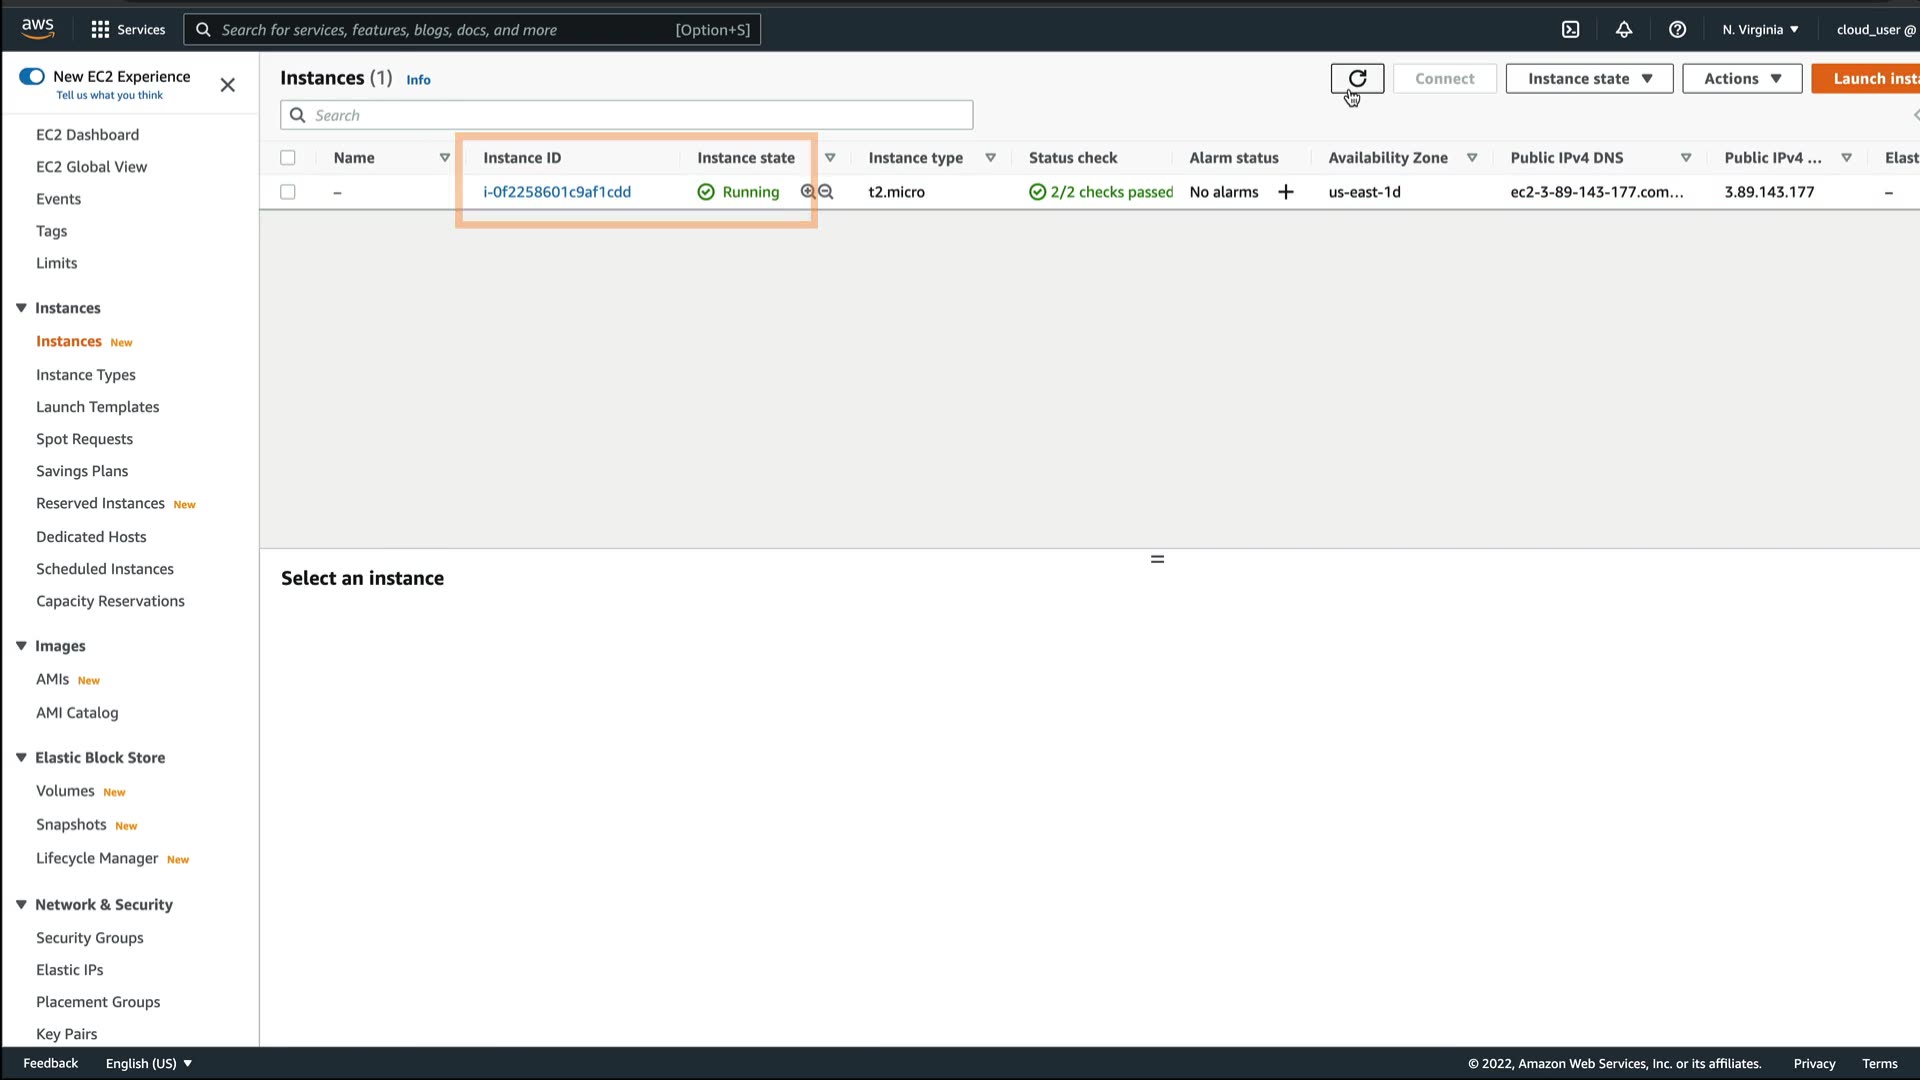 aws
Services
Search for services, features, blogs, docs, and more
[Option+S]
N. Virginia
cloud_user @
New EC2 Experience
Tell us what you think
EC2 Dashboard
EC2 Global View
Events
Tags
Limits
Instances
Instances New
Instance Types
Launch Templates
Spot Requests
Savings Plans
Reserved Instances New
Dedicated Hosts
Scheduled Instances
Capacity Reservations
Images
AMIs New
AMI Catalog
Elastic Block Store
Volumes New
Snapshots New
Lifecycle Manager New
Network & Security
Security Groups
Elastic IPs
Placement Groups
Key Pairs
Instances (1) Info
Connect
Instance state
Actions
Launch insta
Search
Name Instance ID Instance state Instance type Status check Alarm status Availability Zone Public IPv4 DNS Public IPv4 ... Elast
– i-0f2258601c9af1cdd Running t2.micro 2/2 checks passed No alarms + us-east-1d ec2-3-89-143-177.com... 3.89.143.177 –
Select an instance
Feedback
English (US)
© 2022, Amazon Web Services, Inc. or its affiliates.
Privacy
Terms